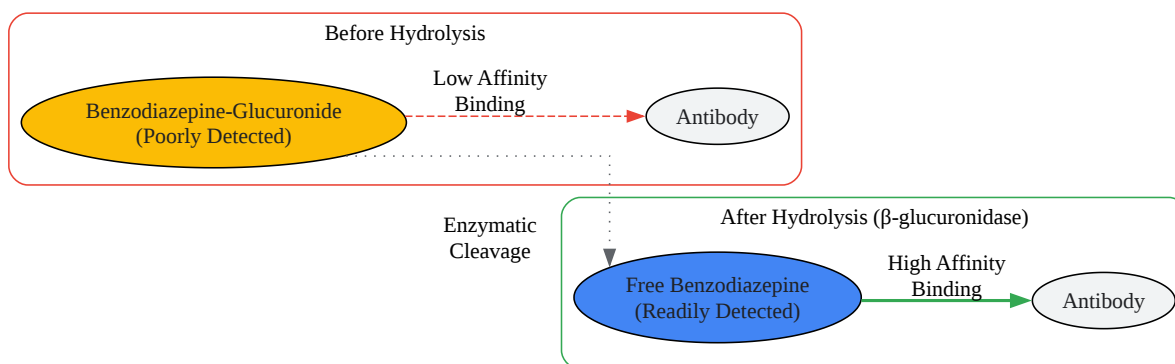 Before Hydrolysis
Low Affinity
Binding
Benzodiazepine-Glucuronide
(Poorly Detected)
Antibody
Enzymatic
Cleavage
After Hydrolysis (β-glucuronidase)
High Affinity
Binding
Free Benzodiazepine
(Readily Detected)
Antibody